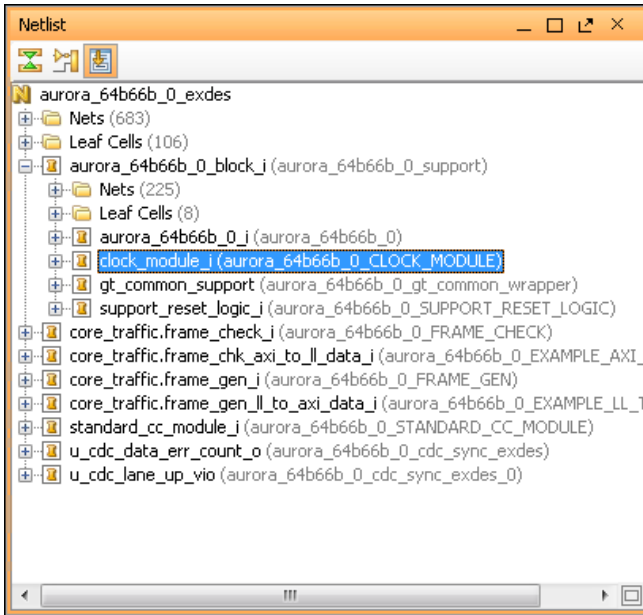 Netlist
aurora_64b66b_0_exdes
Nets (683)
Leaf Cells (106)
aurora_64b66b_0_block_i (aurora_64b66b_0_support)
Nets (225)
Leaf Cells (8)
aurora_64b66b_0_i (aurora_64b66b_0)
clock_module_i (aurora_64b66b_0_CLOCK_MODULE)
gt_common_support (aurora_64b66b_0_gt_common_wrapper)
support_reset_logic_i (aurora_64b66b_0_SUPPORT_RESET_LOGIC)
core_traffic.frame_check_i (aurora_64b66b_0_FRAME_CHECK)
core_traffic.frame_chk_axi_to_ll_data_i (aurora_64b66b_0_EXAMPLE_AXI_
core_traffic.frame_gen_i (aurora_64b66b_0_FRAME_GEN)
core_traffic.frame_gen_ll_to_axi_data_i (aurora_64b66b_0_EXAMPLE_LL_T
standard_cc_module_i (aurora_64b66b_0_STANDARD_CC_MODULE)
u_cdc_data_err_count_o (aurora_64b66b_0_cdc_sync_exdes)
u_cdc_lane_up_vio (aurora_64b66b_0_cdc_sync_exdes_0)